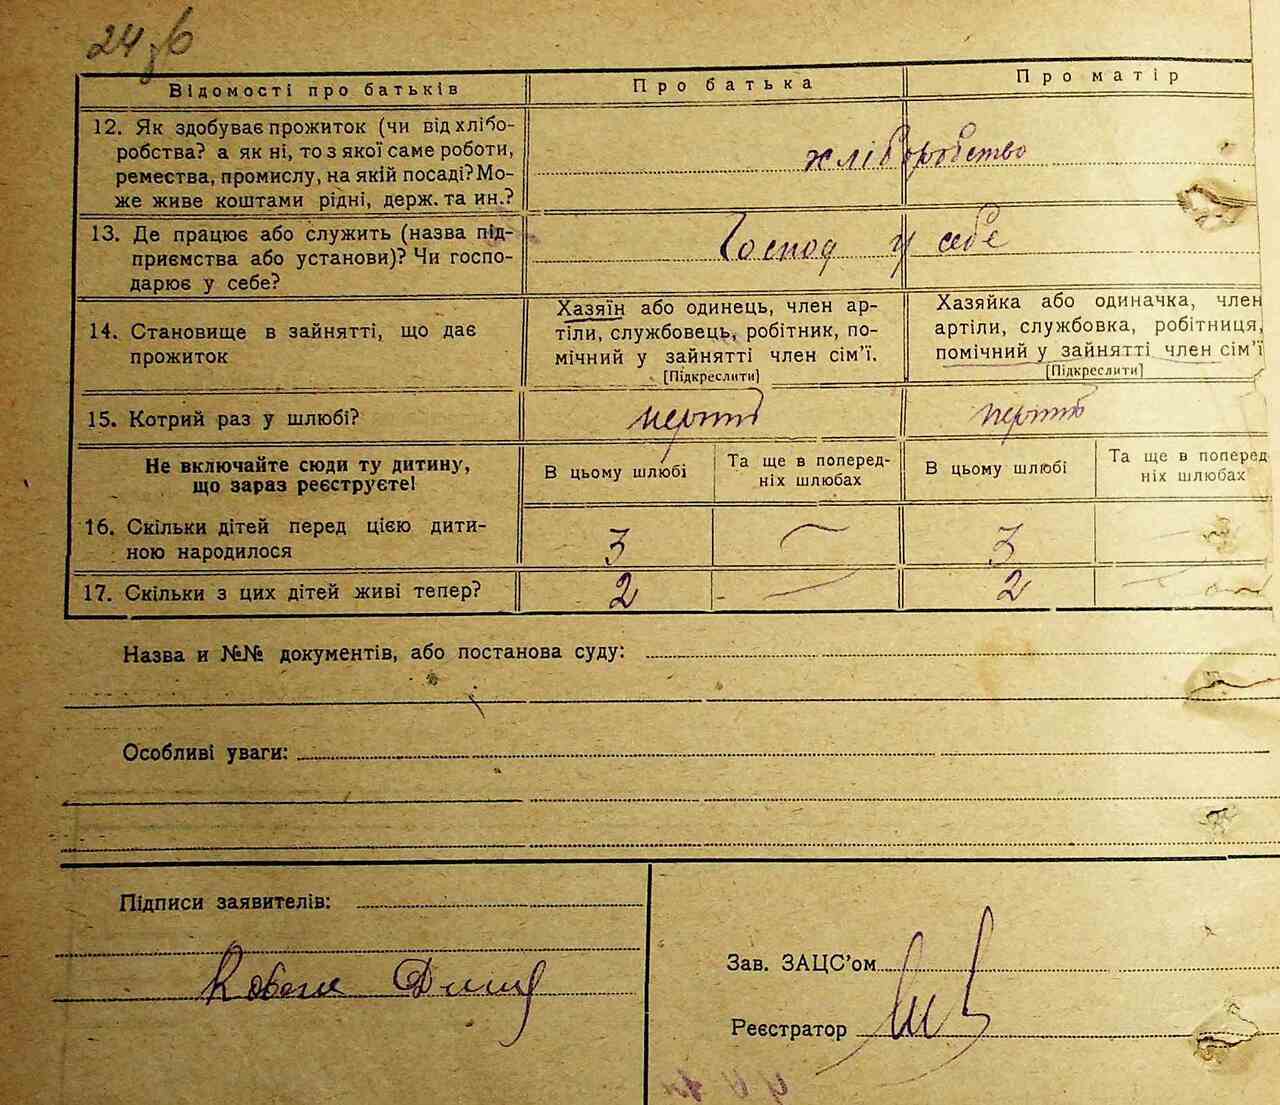 24 зв
Відомості про батьків
Про батька
Про матір
12. Як здобуває прожиток (чи від хлібо-
робства? а як ні, то з якої саме роботи,
ремества, промислу, на якій посаді? Мо-
же живе коштами рідні, держ. та ин.?
хліборобство
13. Де працює або служить (назва під-
приємства або установи)? Чи госпо-
дарює у себе?
Господ у себе
14. Становище в зайнятті, що дає
прожиток
Хазяїн або одинець, член ар-
тіли, службовець, робітник, по-
мічний у зайнятті член сім’ї.
[Підкреслити]
Хазяйка або одиначка, член
артіли, службовка, робітниця,
помічний у зайнятті член сім’ї
[Підкреслити]
15. Котрий раз у шлюбі?
перший
перший
Не включайте сюди ту дитину,
що зараз реєструєте!
В цьому шлюбі
Та ще в поперед-
ніх шлюбах
В цьому шлюбі
Та ще в поперед
ніх шлюбах
16. Скільки дітей перед цією дити-
ною народилося
3
—
3
—
17. Скільки з цих дітей живі тепер?
2
—
2
—
Назва и №№ документів, або постанова суду:
Особливі уваги:
Підписи заявителів:
Зав. ЗАЦС’ом
Реєстратор